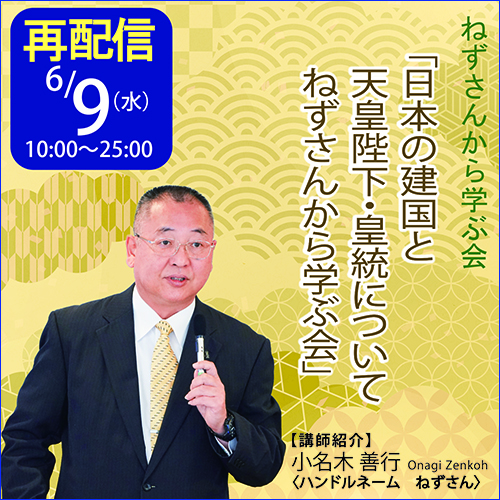 再配信
6/9（水）
10:00～25:00
ねずさんから学ぶ会
「日本の建国と
天皇陛下・皇統について
ねずさんから学ぶ会」
【講師紹介】
小名木 善行 Onagi Zenkoh
〈ハンドルネーム　ねずさん〉